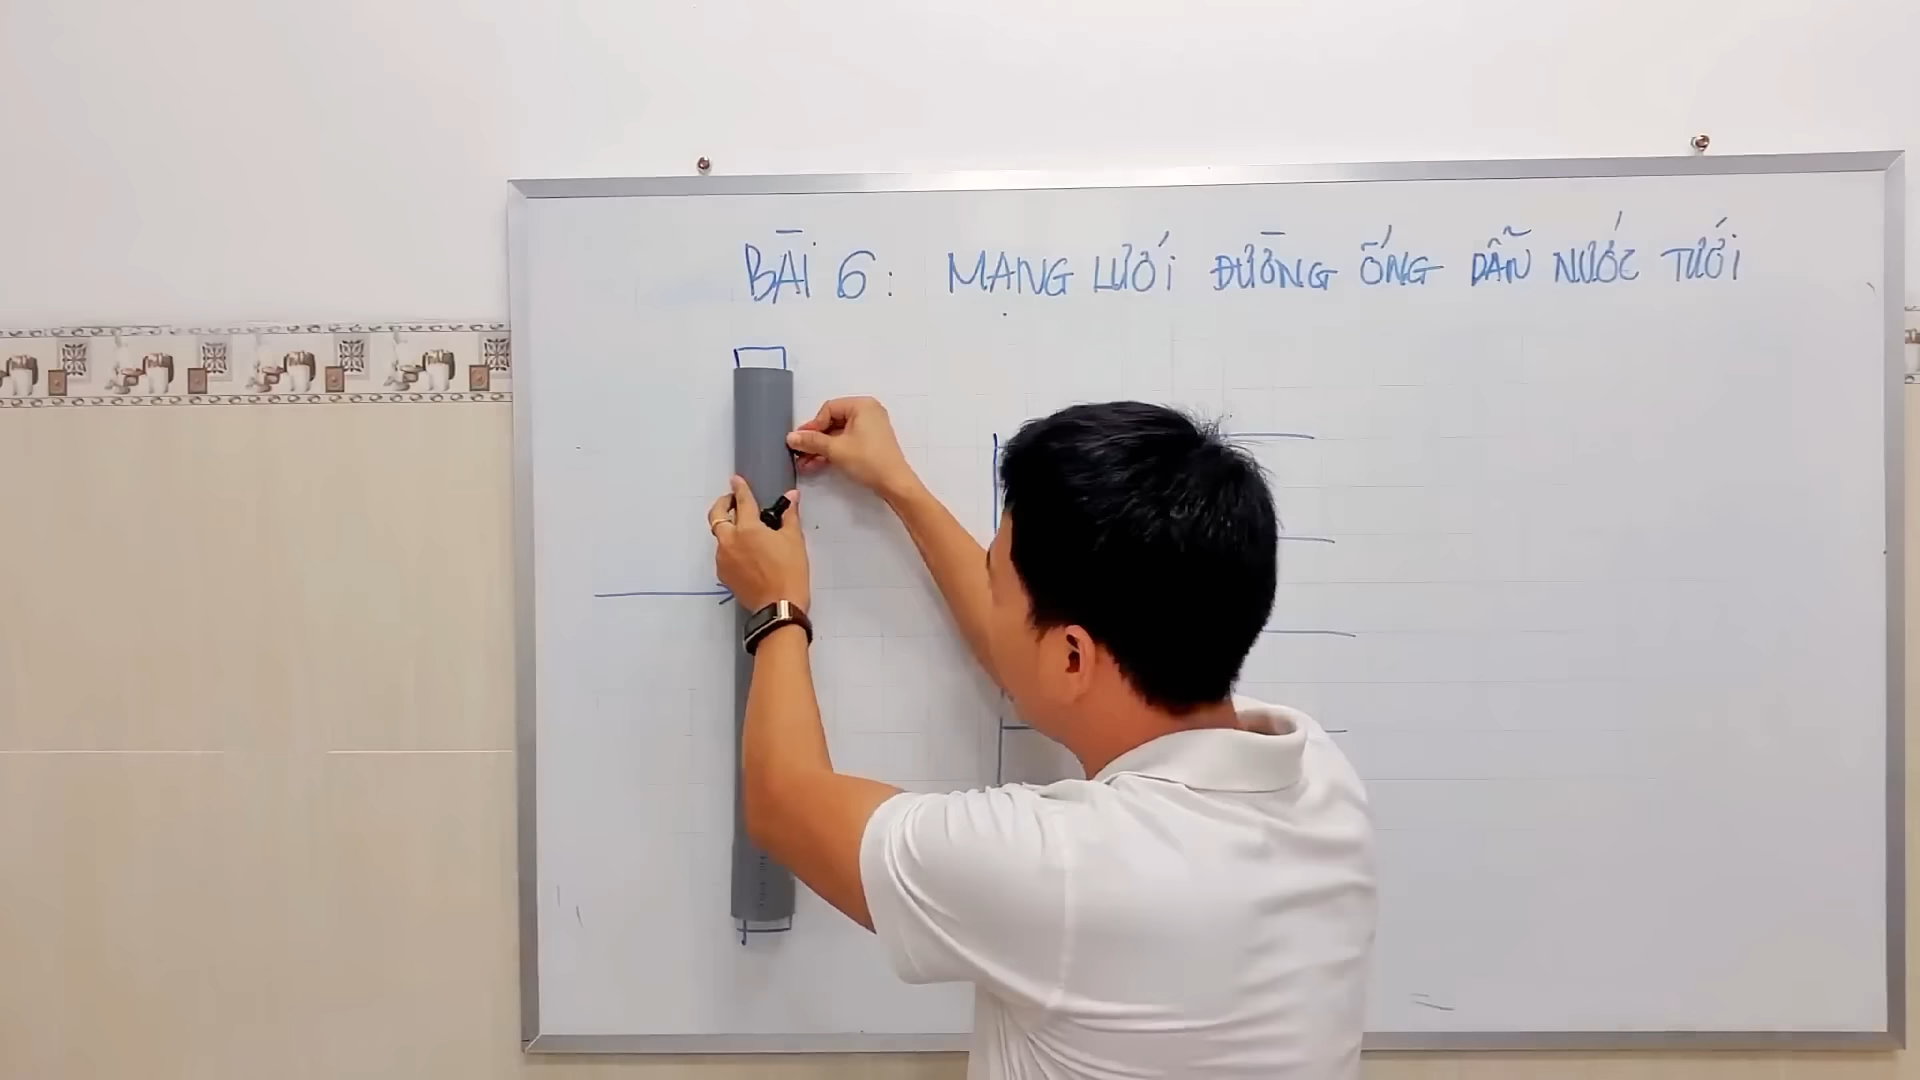 BÀI 6: MẠNG LƯỚI ĐƯỜNG ỐNG DẪN NƯỚC TƯỚI